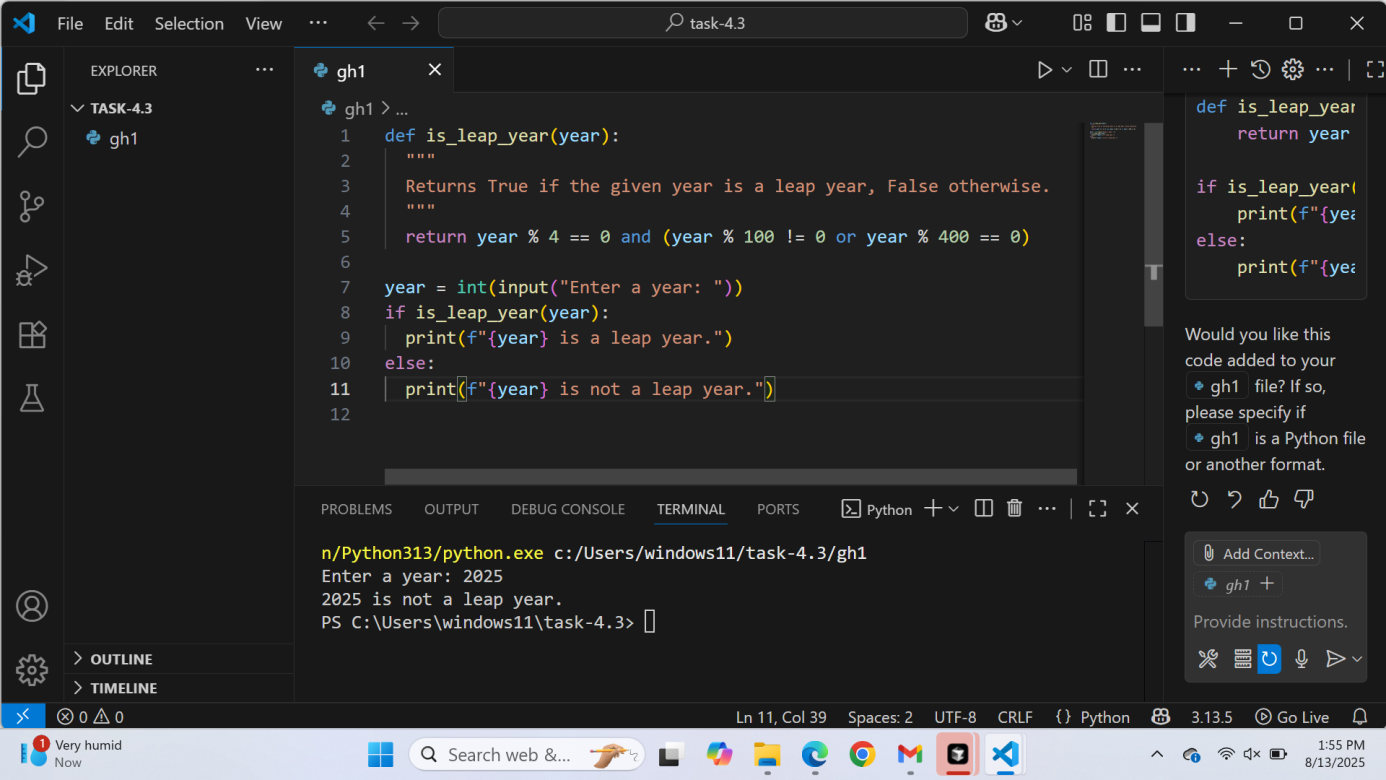 File Edit Selection View ··· task-4.3
EXPLORER ···
TASK-4.3
gh1
gh1
gh1 > ...
1 def is_leap_year(year):
2 """
3 Returns True if the given year is a leap year, False otherwise.
4 """
5 return year % 4 == 0 and (year % 100 != 0 or year % 400 == 0)
6
7 year = int(input("Enter a year: "))
8 if is_leap_year(year):
9 print(f"{year} is a leap year.")
10 else:
11 print(f"{year} is not a leap year.")
12
PROBLEMS OUTPUT DEBUG CONSOLE TERMINAL PORTS Python
n/Python313/python.exe c:/Users/windows11/task-4.3/gh1
Enter a year: 2025
2025 is not a leap year.
PS C:\Users\windows11\task-4.3>
def is_leap_year
return year
if is_leap_year(
print(f"{yea
else:
print(f"{yea
Would you like this
code added to your
gh1 file? If so,
please specify if
gh1 is a Python file
or another format.
Add Context...
gh1 +
Provide instructions.
OUTLINE
TIMELINE
0 0 Ln 11, Col 39 Spaces: 2 UTF-8 CRLF {} Python 3.13.5 Go Live
1 Very humid
Now
Search web &...
1:55 PM
8/13/2025